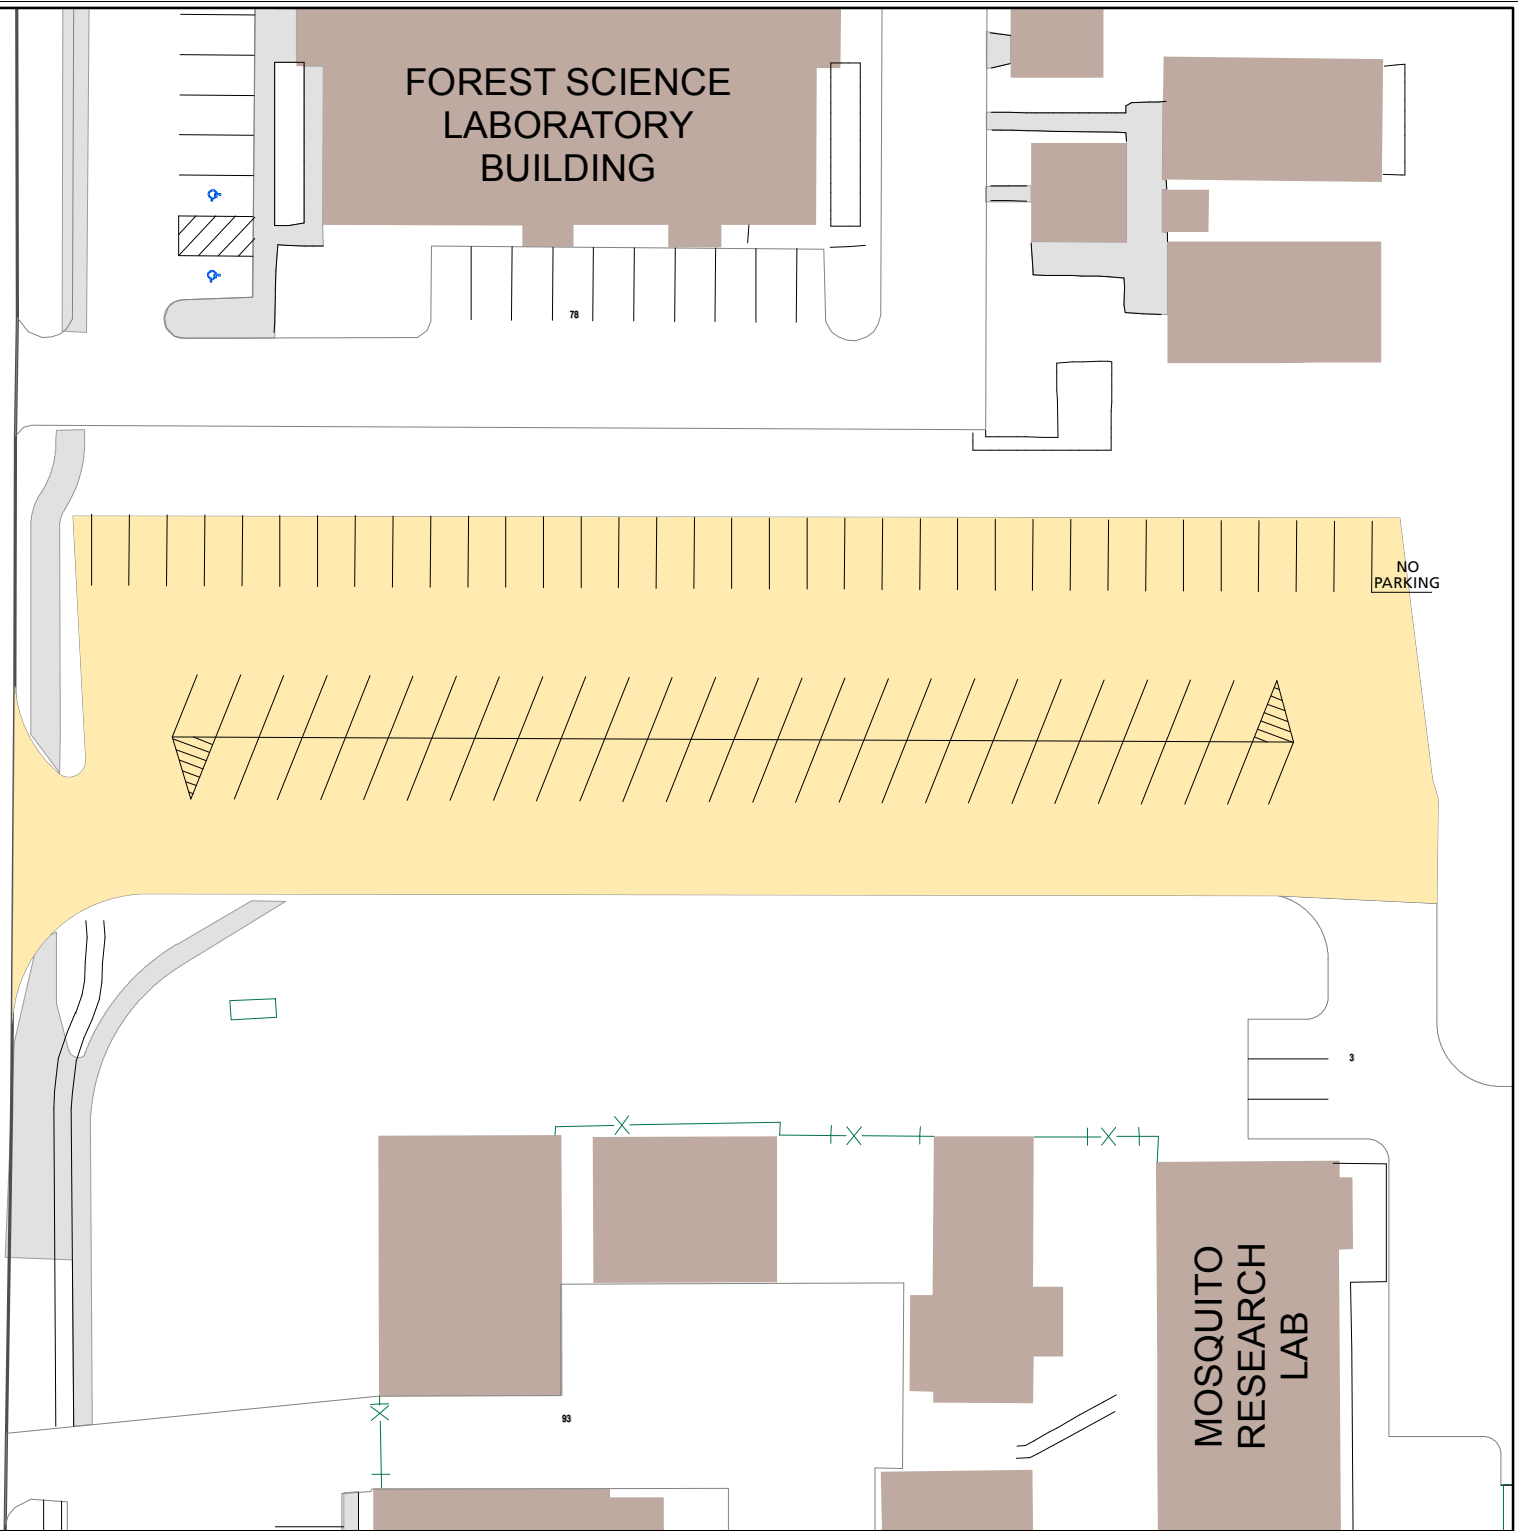 FOREST SCIENCE
LABORATORY
BUILDING
78
NO
PARKING
3
93
MOSQUITO
RESEARCH
LAB